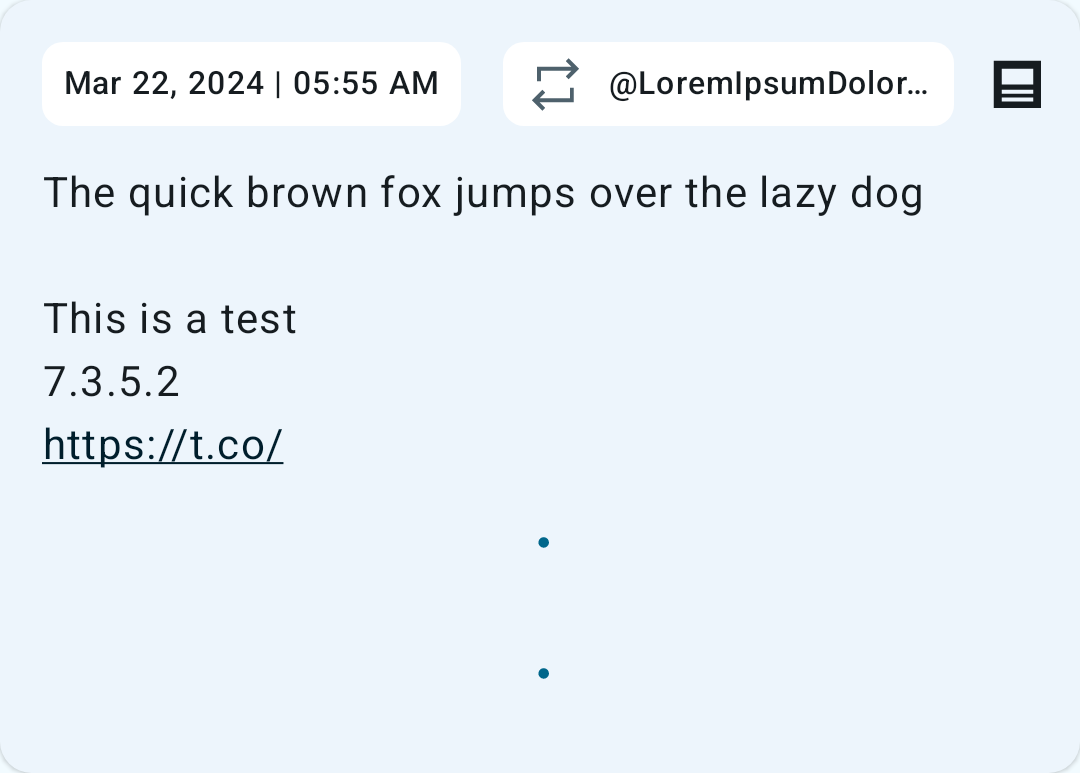 Mar 22, 2024 | 05:55 AM
@LoremIpsumDolor...
The quick brown fox jumps over the lazy dog
This is a test
7.3.5.2
https://t.co/